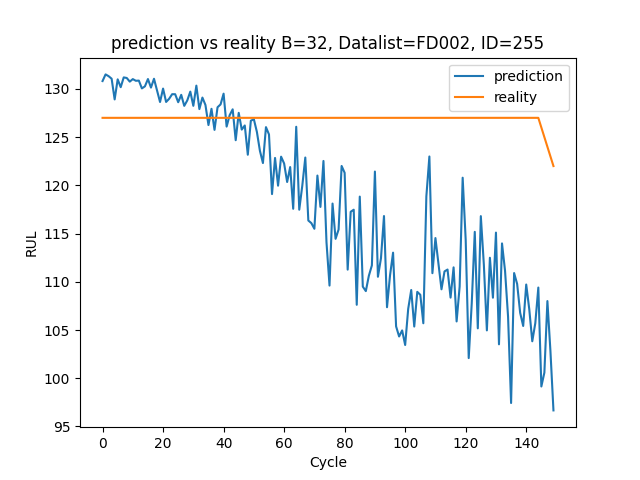 prediction vs reality B=32, Datalist=FD002, ID=255
prediction
reality
RUL
130
125
120
115
110
105
100
95
0 20 40 60 80 100 120 140
Cycle